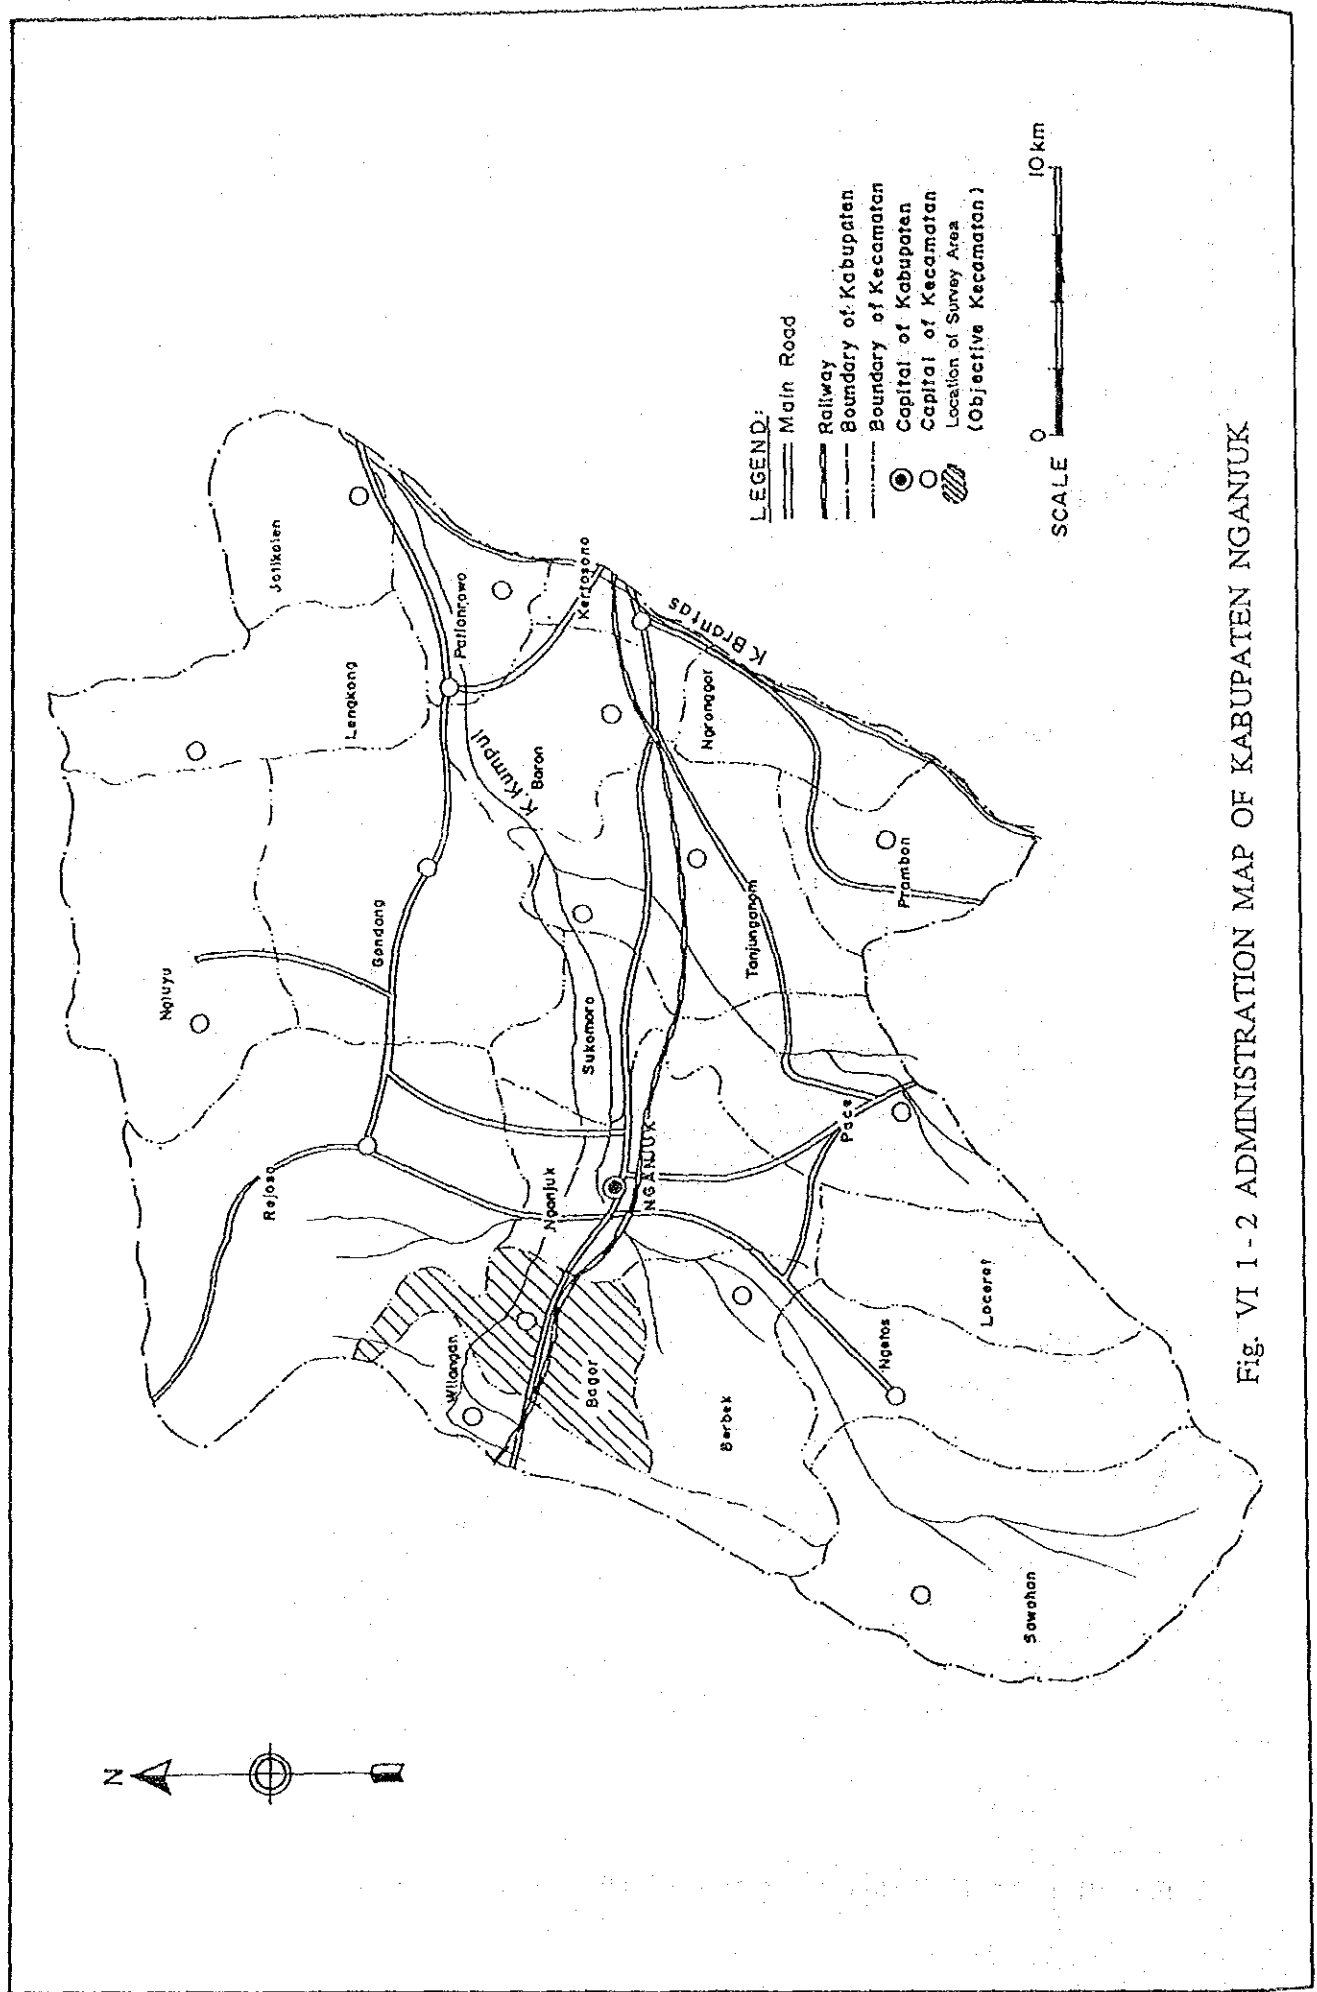 N
Jatikalen
Lengkong
Ngluyu
Rejoso
Gondang
Patianrowo
Kertosono
K. Kumpul
Baron
Sukomoro
Nganjuk
NGANJUK
Wilangan
Bagor
Berbek
K Brantas
Ngronggot
Tanjunganom
Prambon
Pace
Loceret
Ngetos
Sawahan
LEGEND:
Main Road
Railway
Boundary of Kabupaten
Boundary of Kecamatan
Capital of Kabupaten
Capital of Kecamatan
Location of Survey Area
(Objective Kecamatan)
0 10km
SCALE
Fig. VI 1 - 2 ADMINISTRATION MAP OF KABUPATEN NGANJUK